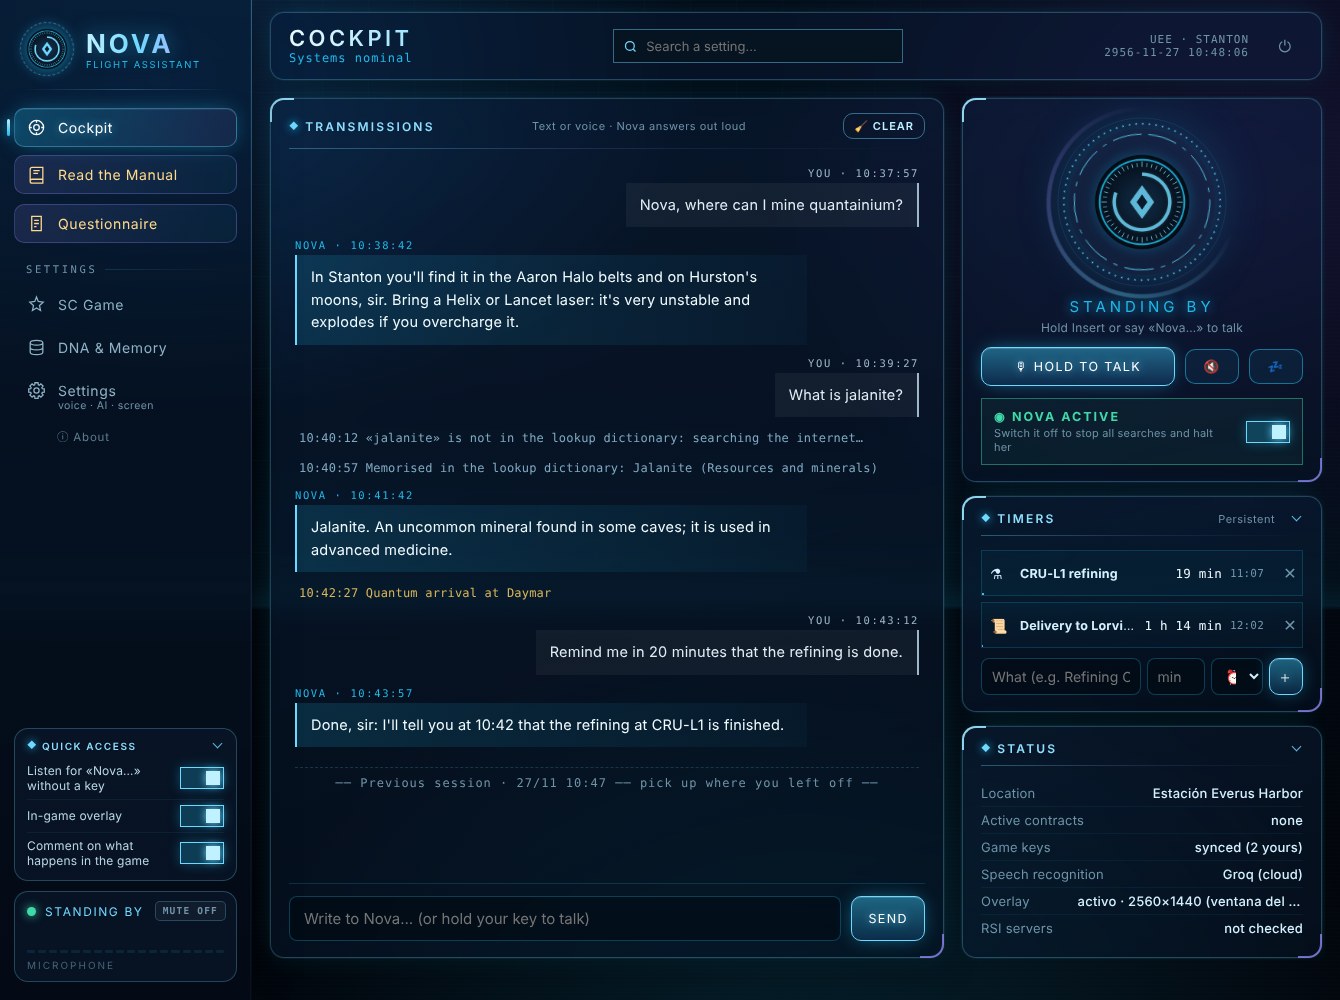 NOVA
FLIGHT ASSISTANT
Cockpit
Read the Manual
Questionnaire
SETTINGS
SC Game
DNA & Memory
Settings
voice · AI · screen
ⓘ About
QUICK ACCESS
Listen for «Nova...»
without a key
In-game overlay
Comment on what
happens in the game
STANDING BY
MUTE OFF
MICROPHONE
COCKPIT
Systems nominal
Search a setting...
UEE · STANTON
2956-11-27 10:48:06
TRANSMISSIONS
Text or voice · Nova answers out loud
CLEAR
YOU · 10:37:57
Nova, where can I mine quantainium?
NOVA · 10:38:42
In Stanton you'll find it in the Aaron Halo belts and on Hurston's
moons, sir. Bring a Helix or Lancet laser: it's very unstable and
explodes if you overcharge it.
YOU · 10:39:27
What is jalanite?
10:40:12 «jalanite» is not in the lookup dictionary: searching the internet…
10:40:57 Memorised in the lookup dictionary: Jalanite (Resources and minerals)
NOVA · 10:41:42
Jalanite. An uncommon mineral found in some caves; it is used in
advanced medicine.
10:42:27 Quantum arrival at Daymar
YOU · 10:43:12
Remind me in 20 minutes that the refining is done.
NOVA · 10:43:57
Done, sir: I'll tell you at 10:42 that the refining at CRU-L1 is finished.
—— Previous session · 27/11 10:47 —— pick up where you left off ——
Write to Nova... (or hold your key to talk)
SEND
STANDING BY
Hold Insert or say «Nova...» to talk
HOLD TO TALK
NOVA ACTIVE
Switch it off to stop all searches and halt
her
TIMERS
Persistent
CRU-L1 refining 19 min 11:07
Delivery to Lorvi... 1 h 14 min 12:02
What (e.g. Refining C
min
+
STATUS
Location Estación Everus Harbor
Active contracts none
Game keys synced (2 yours)
Speech recognition Groq (cloud)
Overlay activo · 2560×1440 (ventana del ...
RSI servers not checked